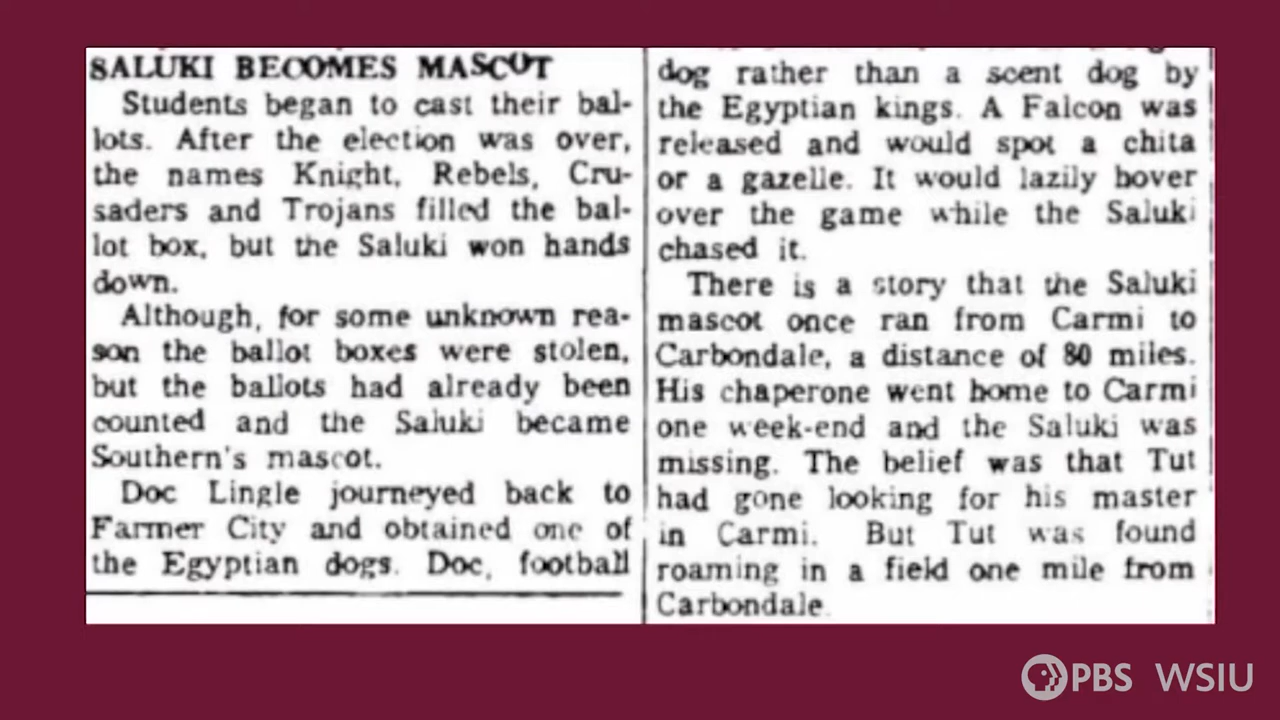 SALUKI BECOMES MASCOT
Students began to cast their bal-
lots. After the election was over,
the names Knight, Rebels, Cru-
saders and Trojans filled the bal-
lot box, but the Saluki won hands
down.
Although, for some unknown rea-
son the ballot boxes were stolen,
but the ballots had already been
counted and the Saluki became
Southern's mascot.
Doc Lingle journeyed back to
Farmer City and obtained one of
the Egyptian dogs. Doc, football
dog rather than a scent dog by
the Egyptian kings. A Falcon was
released and would spot a chita
or a gazelle. It would lazily hover
over the game while the Saluki
chased it.
There is a story that the Saluki
mascot once ran from Carmi to
Carbondale, a distance of 80 miles.
His chaperone went home to Carmi
one week-end and the Saluki was
missing. The belief was that Tut
had gone looking for his master
in Carmi. But Tut was found
roaming in a field one mile from
Carbondale.
PBS WSIU